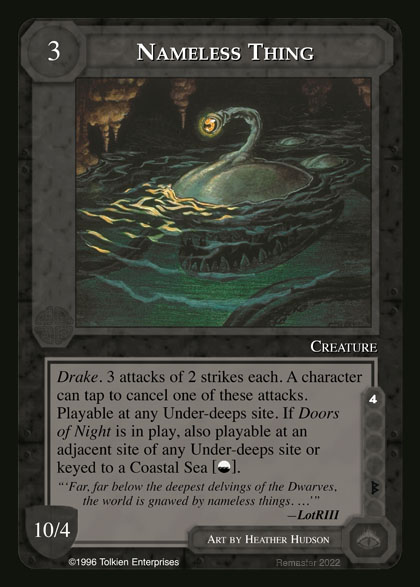 3
NAMELESS THING
CREATURE
Drake. 3 attacks of 2 strikes each. A character
can tap to cancel one of these attacks.
Playable at any Under-deeps site. If Doors
of Night is in play, also playable at an
adjacent site of any Under-deeps site or
keyed to a Coastal Sea [].
4
“‘Far, far below the deepest delvings of the Dwarves,
the world is gnawed by nameless things. …’”
—LotRIII
10/4
ART BY HEATHER HUDSON
©1996 Tolkien Enterprises
Remaster 2022